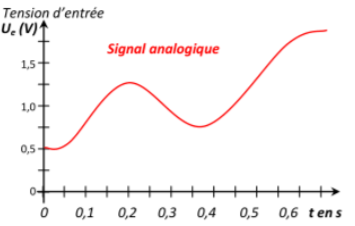 Tension d'entrée
Uₑ (V)
Signal analogique
1,5
1,0
0,5
0
0 0,1 0,2 0,3 0,4 0,5 0,6 t en s